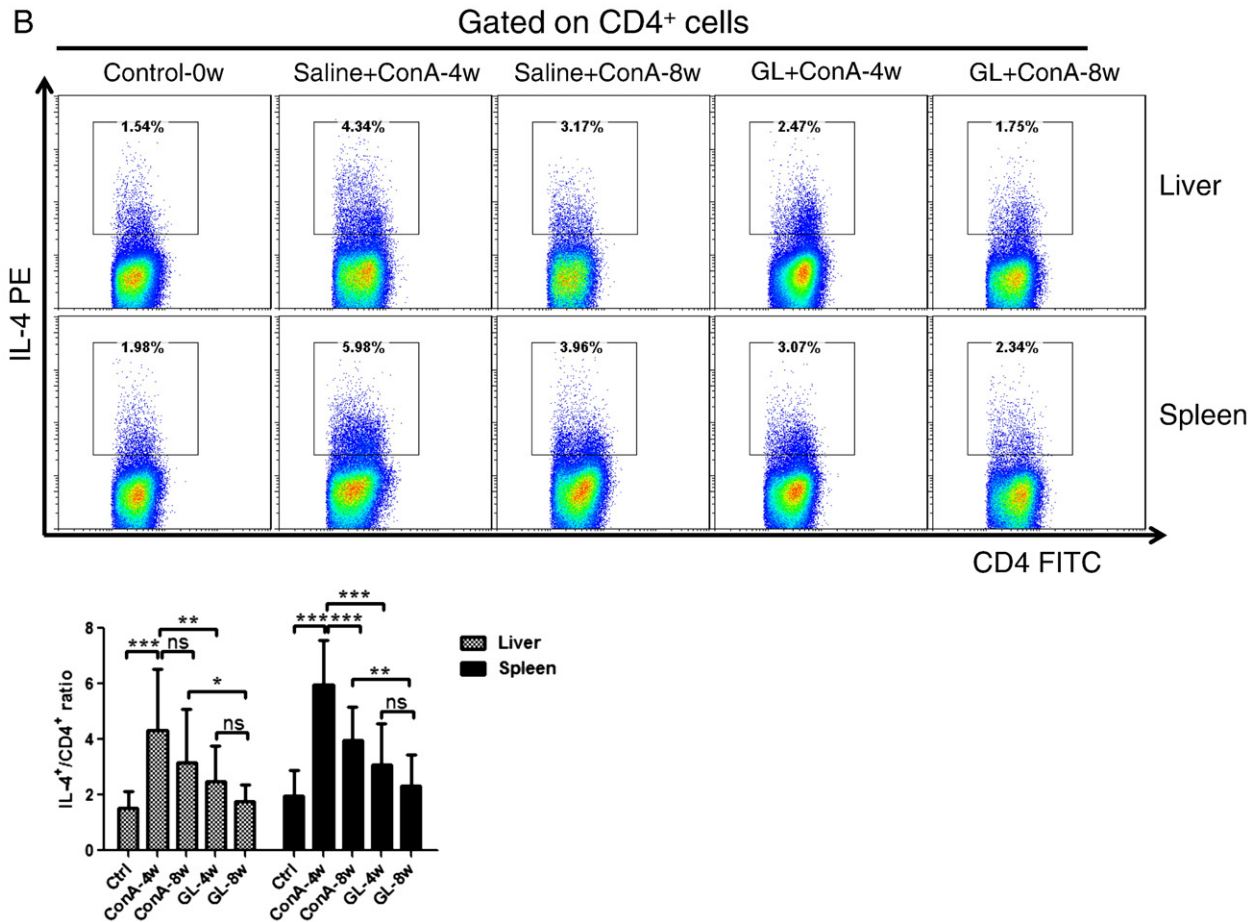 B
Gated on CD4⁺ cells
Control-0w Saline+ConA-4w Saline+ConA-8w GL+ConA-4w GL+ConA-8w
1.54% 4.34% 3.17% 2.47% 1.75%
Liver
IL-4 PE
1.98% 5.98% 3.96% 3.07% 2.34%
Spleen
CD4 FITC
IL-4⁺/CD4⁺ ratio
8
6
4
2
0
*** ** ns * ns
*** *** *** ** ns
Liver
Spleen
Ctrl ConA-4w ConA-8w GL-4w GL-8w Ctrl ConA-4w ConA-8w GL-4w GL-8w